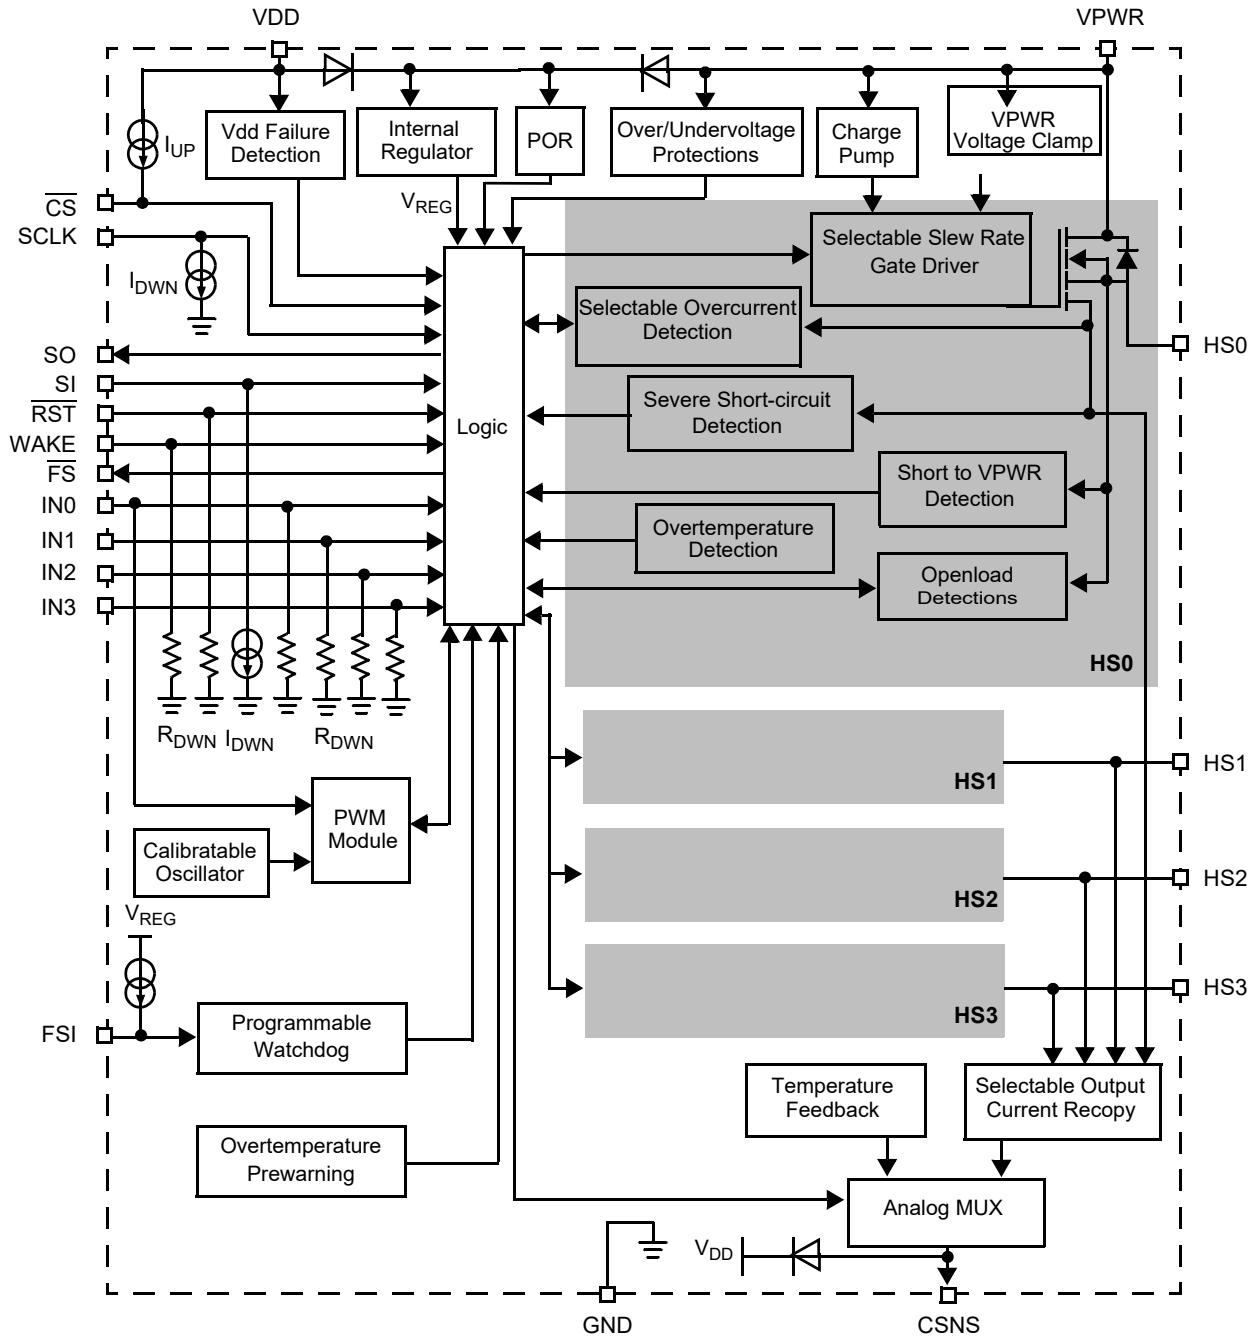 VDD
VPWR
Vdd Failure
Detection
Internal
Regulator
POR
Over/Undervoltage
Protections
Charge
Pump
VPWR
Voltage Clamp
IUP
VREG
CS
SCLK
IDWN
SO
SI
RST
WAKE
FS
IN0
IN1
IN2
IN3
Logic
Selectable Slew Rate
Gate Driver
Selectable Overcurrent
Detection
Severe Short-circuit
Detection
Short to VPWR
Detection
Overtemperature
Detection
Openload
Detections
HS0
HS0
RDWN
IDWN
RDWN
HS1
HS1
PWM
Module
Calibratable
Oscillator
HS2
HS2
VREG
HS3
HS3
FSI
Programmable
Watchdog
Temperature
Feedback
Selectable Output
Current Recopy
Overtemperature
Prewarning
Analog MUX
VDD
GND
CSNS